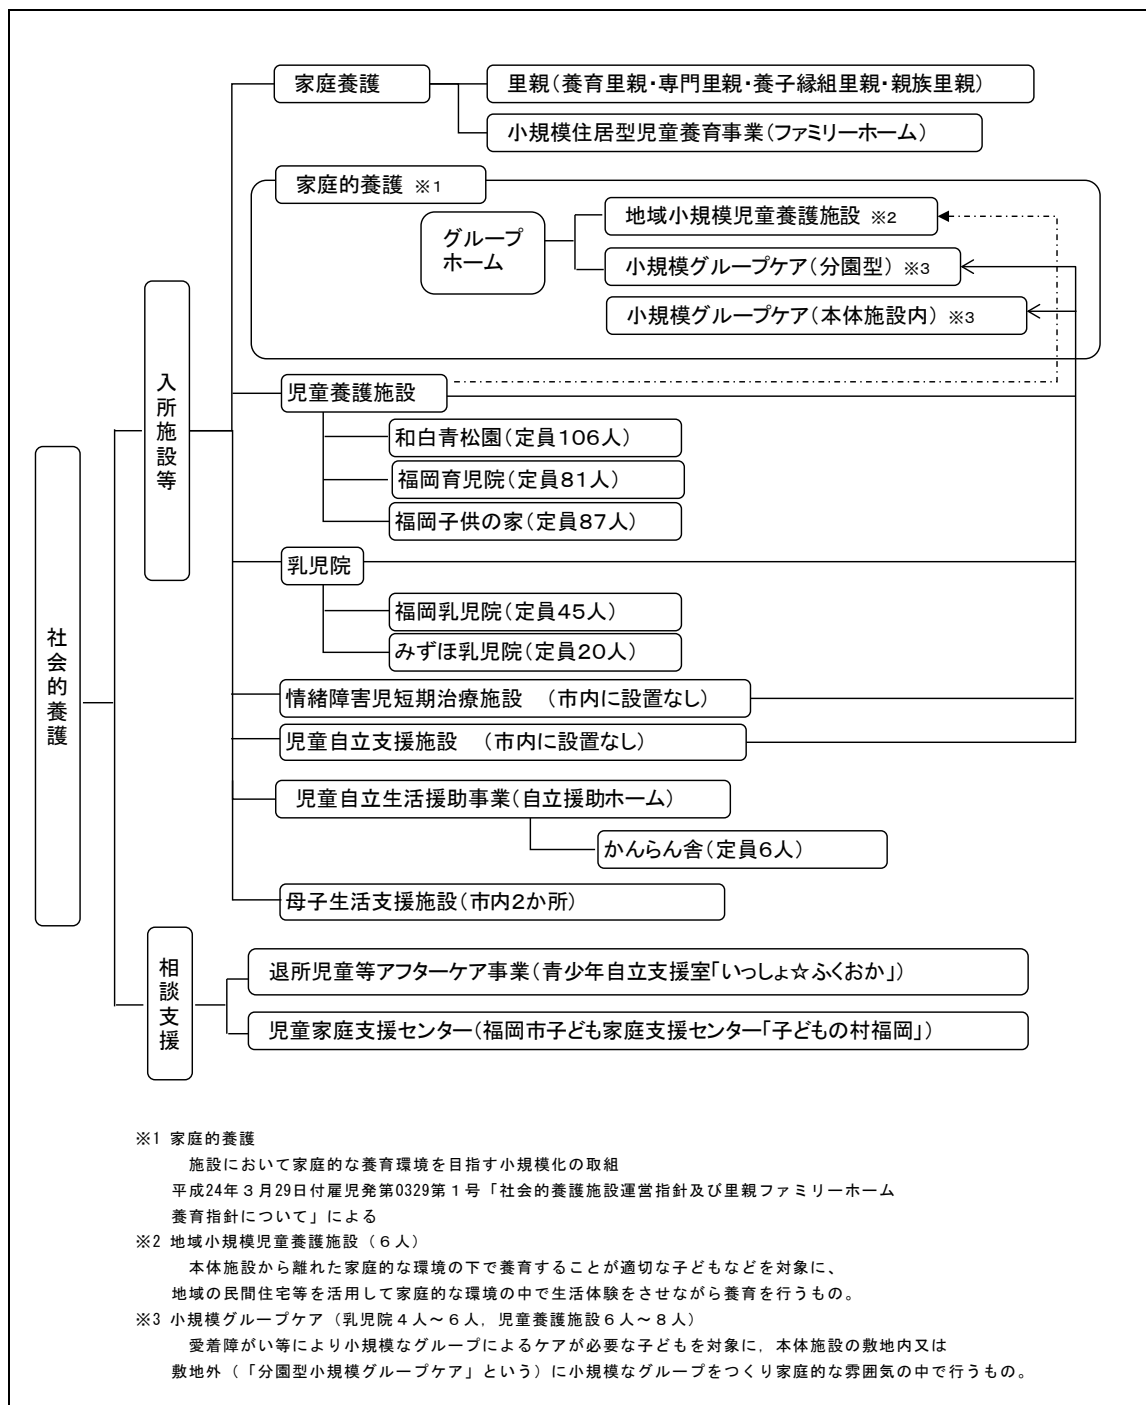 家庭養護
里親(養育里親・専門里親・養子縁組里親・親族里親)
小規模住居型児童養育事業(ファミリーホーム)
家庭的養護 ※1
グループ
ホーム
地域小規模児童養護施設 ※2
小規模グループケア(分園型) ※3
小規模グループケア(本体施設内) ※3
入所施設等
児童養護施設
和白青松園(定員106人)
福岡育児院(定員81人)
福岡子供の家(定員87人)
乳児院
福岡乳児院(定員45人)
みずほ乳児院(定員20人)
社会的養護
情緒障害児短期治療施設 (市内に設置なし)
児童自立支援施設 (市内に設置なし)
児童自立生活援助事業(自立援助ホーム)
かんらん舎(定員6人)
母子生活支援施設(市内2か所)
相談支援
退所児童等アフターケア事業(青少年自立支援室「いっしょ☆ふくおか」)
児童家庭支援センター(福岡市子ども家庭支援センター「子どもの村福岡」)
※1 家庭的養護
施設において家庭的な養育環境を目指す小規模化の取組
平成24年3月29日付雇児発第0329第1号「社会的養護施設運営指針及び里親ファミリーホーム
養育指針について」による
※2 地域小規模児童養護施設(6人)
本体施設から離れた家庭的な環境の下で養育することが適切な子どもなどを対象に、
地域の民間住宅等を活用して家庭的な環境の中で生活体験をさせながら養育を行うもの。
※3 小規模グループケア(乳児院4人~6人,児童養護施設6人~8人)
愛着障がい等により小規模なグループによるケアが必要な子どもを対象に,本体施設の敷地内又は
敷地外(「分園型小規模グループケア」という)に小規模なグループをつくり家庭的な雰囲気の中で行うもの。